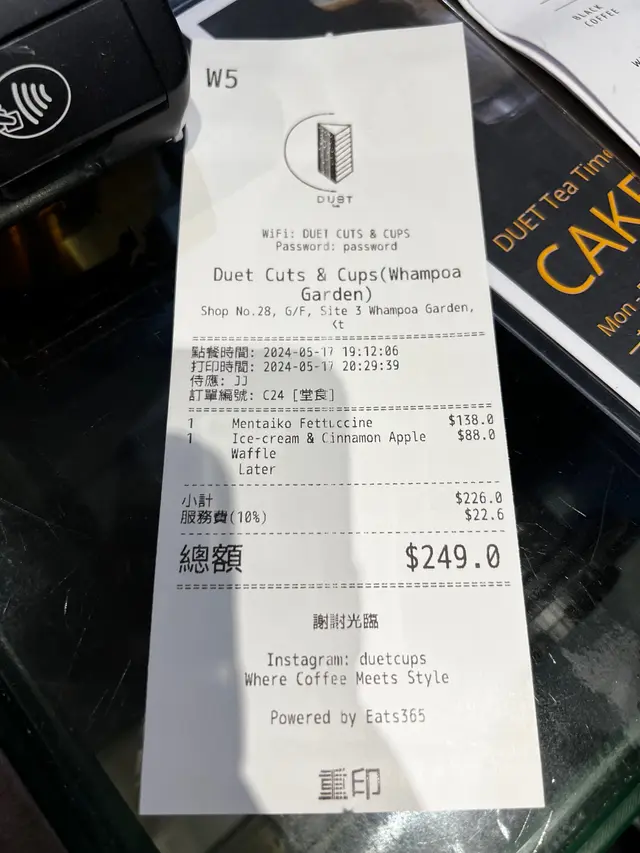 W5
DUET
WiFi: DUET CUTS & CUPS
Password: password
Duet Cuts & Cups(Whampoa
Garden)
Shop No.28, G/F, Site 3 Whampoa Garden,
點餐時間: 2024-05-17 19:12:06
打印時間: 2024-05-17 20:29:39
侍應: JJ
訂單編號: C24 [堂食]
1 Mentaiko Fettuccine $138.0
1 Ice-cream & Cinnamon Apple $88.0
Waffle
Later
小計 $226.0
服務費(10%) $22.6
總額 $249.0
謝謝光臨
Instagram: duetcups
Where Coffee Meets Style
Powered by Eats365
重印
BLACK
COFFEE
DUET Tea Time
CAKE
Mon